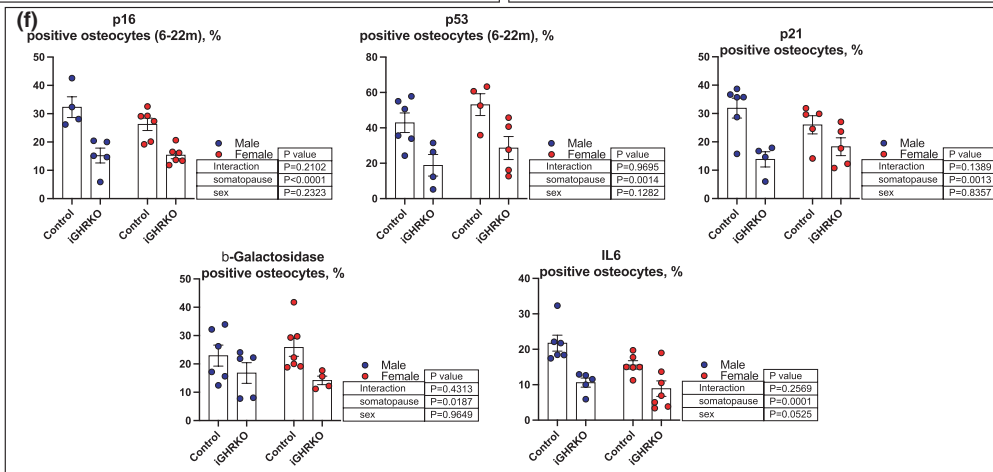 (f)
p16
positive osteocytes (6-22m), %
50
40
30
20
10
0
Control
iGHRKO
Control
iGHRKO
Male
Female
P value
Interaction P=0.2102
somatopause P<0.0001
sex P=0.2323
p53
positive osteocytes (6-22m), %
80
60
40
20
0
Control
iGHRKO
Control
iGHRKO
Male
Female
P value
Interaction P=0.9695
somatopause P=0.0014
sex P=0.1282
p21
positive osteocytes, %
50
40
30
20
10
0
Control
iGHRKO
Control
iGHRKO
Male
Female
P value
Interaction P=0.1389
somatopause P=0.0013
sex P=0.8357
b-Galactosidase
positive osteocytes, %
50
40
30
20
10
0
Control
iGHRKO
Control
iGHRKO
Male
Female
P value
Interaction P=0.4313
somatopause P=0.0187
sex P=0.9649
IL6
positive osteocytes, %
40
30
20
10
0
Control
iGHRKO
Control
iGHRKO
Male
Female
P value
Interaction P=0.2569
somatopause P=0.0001
sex P=0.0525